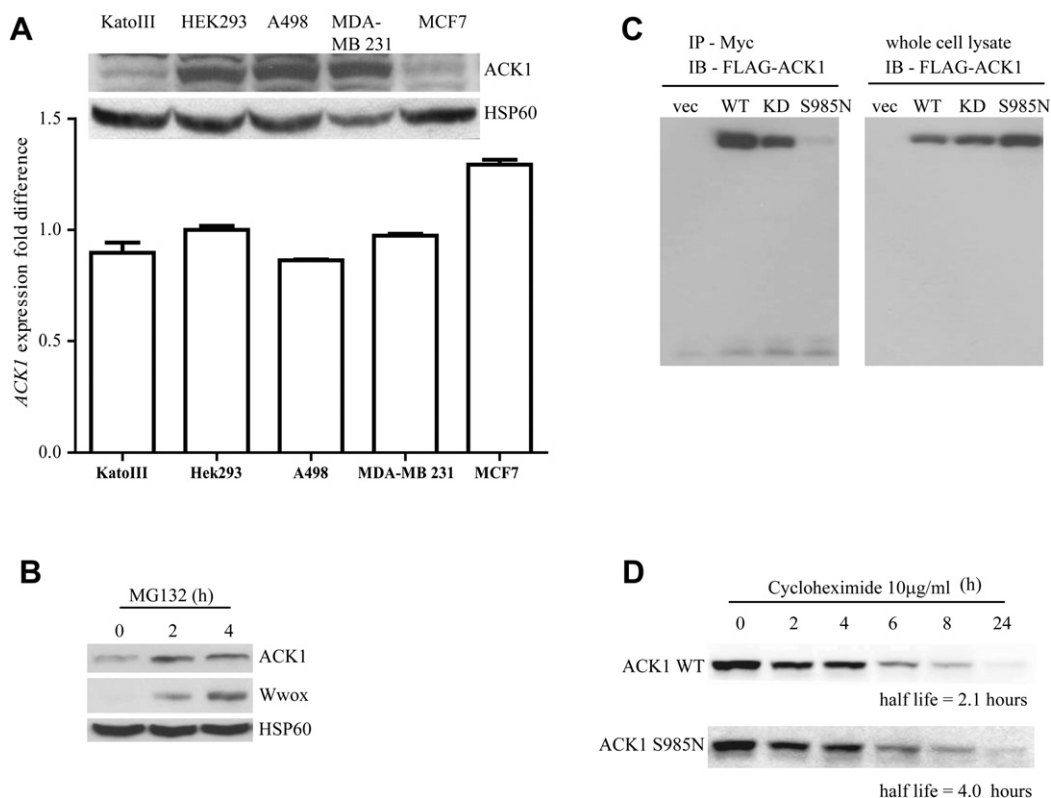 A
KatoIII HEK293 A498 MDA-MB 231 MCF7
ACK1
HSP60
ACK1 expression fold difference
1.5
1.0
0.5
0.0
KatoIII Hek293 A498 MDA-MB 231 MCF7
B
MG132 (h)
0 2 4
ACK1
Wwox
HSP60
C
IP - Myc
IB - FLAG-ACK1
vec WT KD S985N
whole cell lysate
IB - FLAG-ACK1
vec WT KD S985N
D
Cycloheximide 10µg/ml (h)
0 2 4 6 8 24
ACK1 WT
half life = 2.1 hours
ACK1 S985N
half life = 4.0 hours